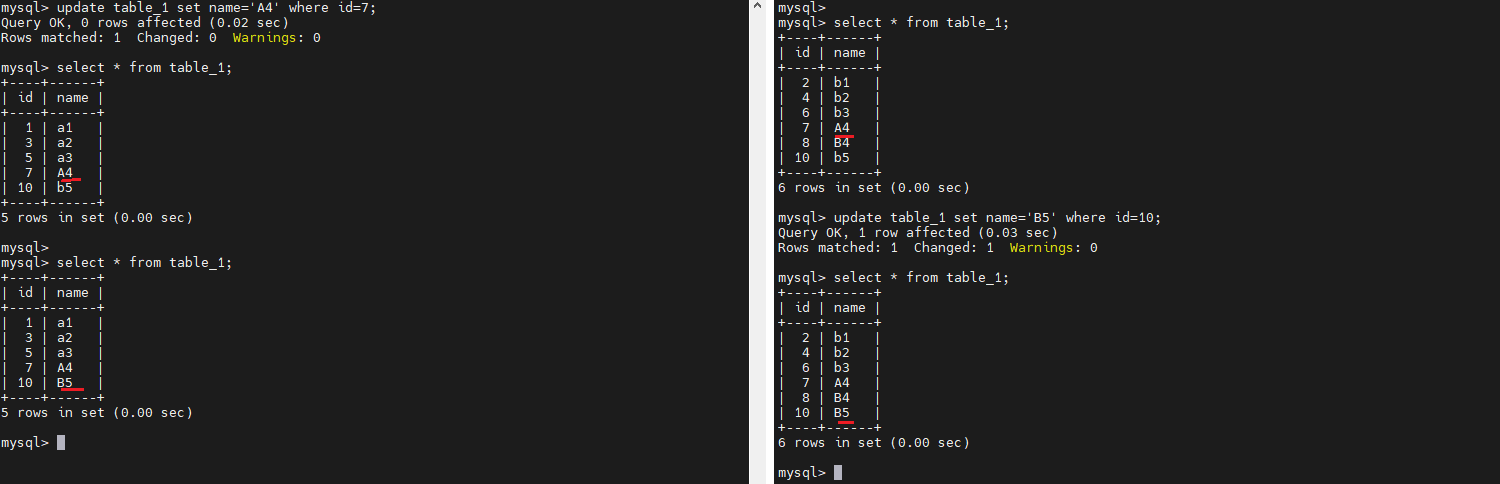 mysql> update table_1 set name='A4' where id=7;
Query OK, 0 rows affected (0.02 sec)
Rows matched: 1  Changed: 0  Warnings: 0
mysql> select * from table_1;
+----+------+
| id | name |
+----+------+
|  1 | a1   |
|  3 | a2   |
|  5 | a3   |
|  7 | A4   |
| 10 | b5   |
+----+------+
5 rows in set (0.00 sec)
mysql>
mysql> select * from table_1;
+----+------+
| id | name |
+----+------+
|  1 | a1   |
|  3 | a2   |
|  5 | a3   |
|  7 | A4   |
| 10 | B5   |
+----+------+
5 rows in set (0.00 sec)
mysql>
mysql>
mysql> select * from table_1;
+----+------+
| id | name |
+----+------+
|  2 | b1   |
|  4 | b2   |
|  6 | b3   |
|  7 | A4   |
|  8 | B4   |
| 10 | b5   |
+----+------+
6 rows in set (0.00 sec)
mysql> update table_1 set name='B5' where id=10;
Query OK, 1 row affected (0.03 sec)
Rows matched: 1  Changed: 1  Warnings: 0
mysql> select * from table_1;
+----+------+
| id | name |
+----+------+
|  2 | b1   |
|  4 | b2   |
|  6 | b3   |
|  7 | A4   |
|  8 | B4   |
| 10 | B5   |
+----+------+
6 rows in set (0.00 sec)
mysql>